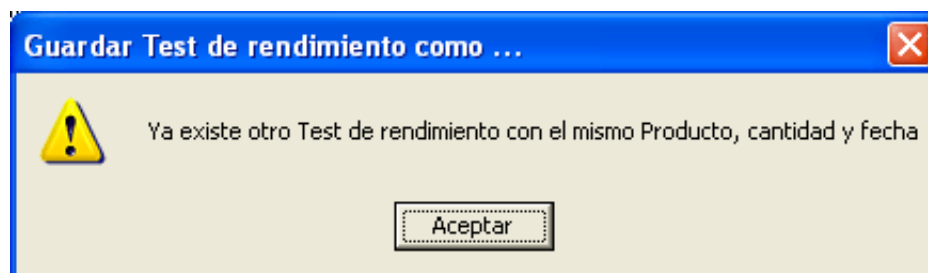 Guardar Test de rendimiento como ...
Ya existe otro Test de rendimiento con el mismo Producto, cantidad y fecha
Aceptar